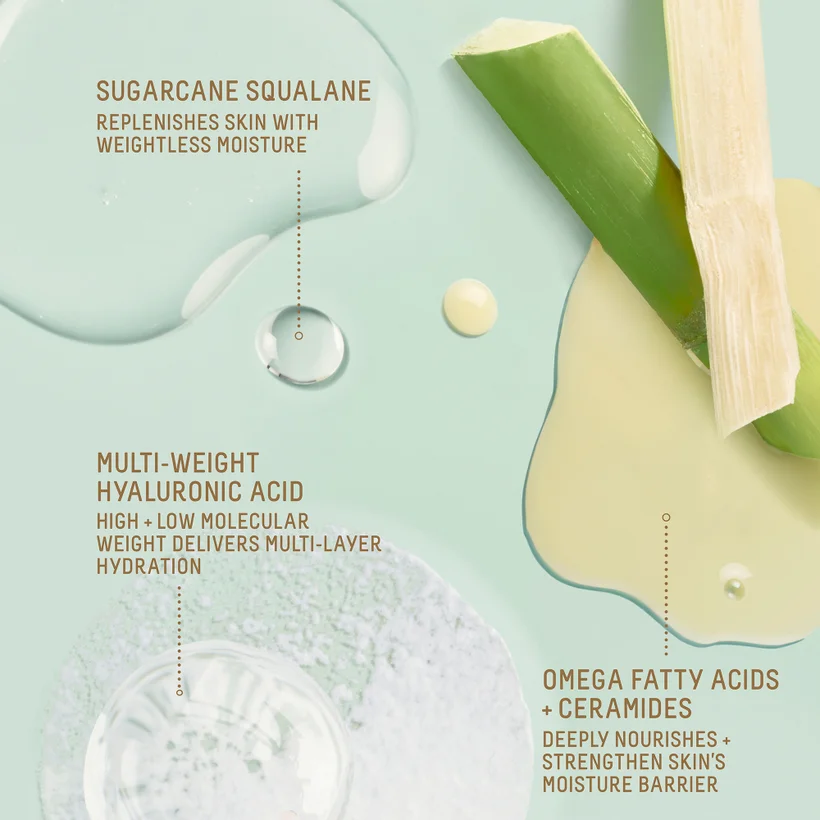 SUGARCANE SQUALANE
REPLENISHES SKIN WITH
WEIGHTLESS MOISTURE
MULTI-WEIGHT
HYALURONIC ACID
HIGH + LOW MOLECULAR
WEIGHT DELIVERS MULTI-LAYER
HYDRATION
OMEGA FATTY ACIDS
+ CERAMIDES
DEEPLY NOURISHES +
STRENGTHEN SKIN'S
MOISTURE BARRIER